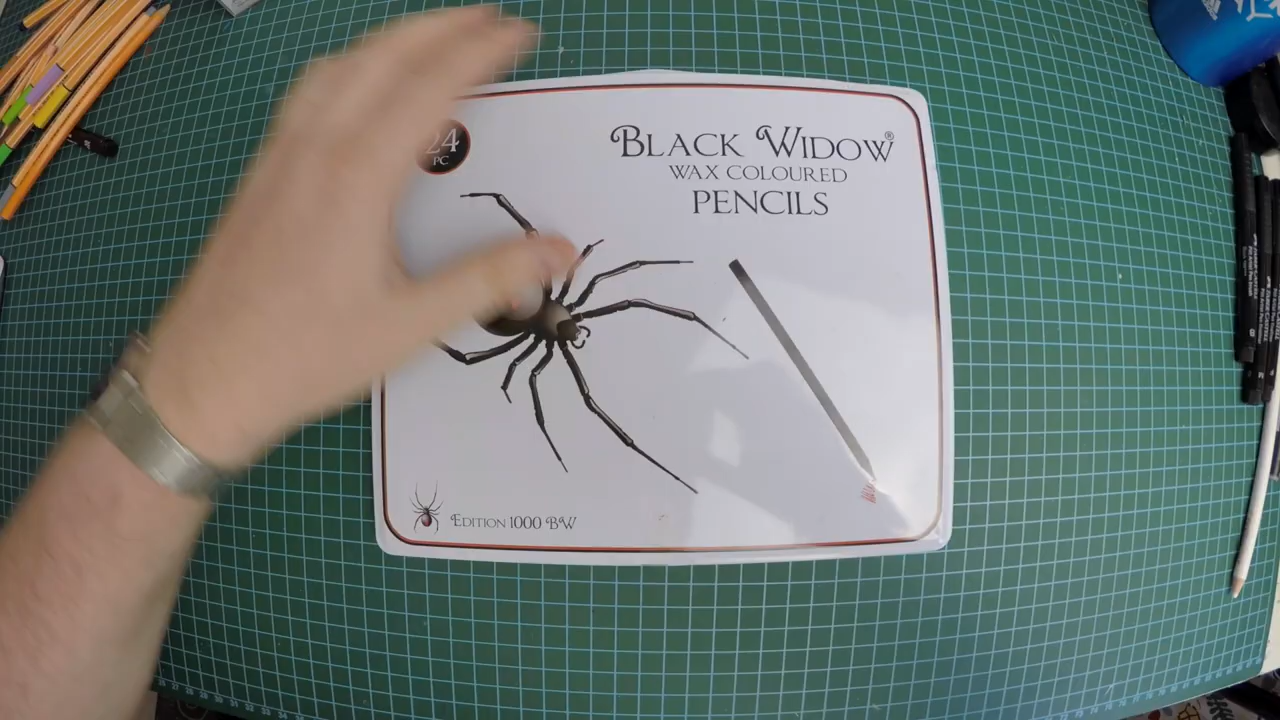 24
PC
BLACK WIDOW®
WAX COLOURED
PENCILS
EDITION 1000 BW